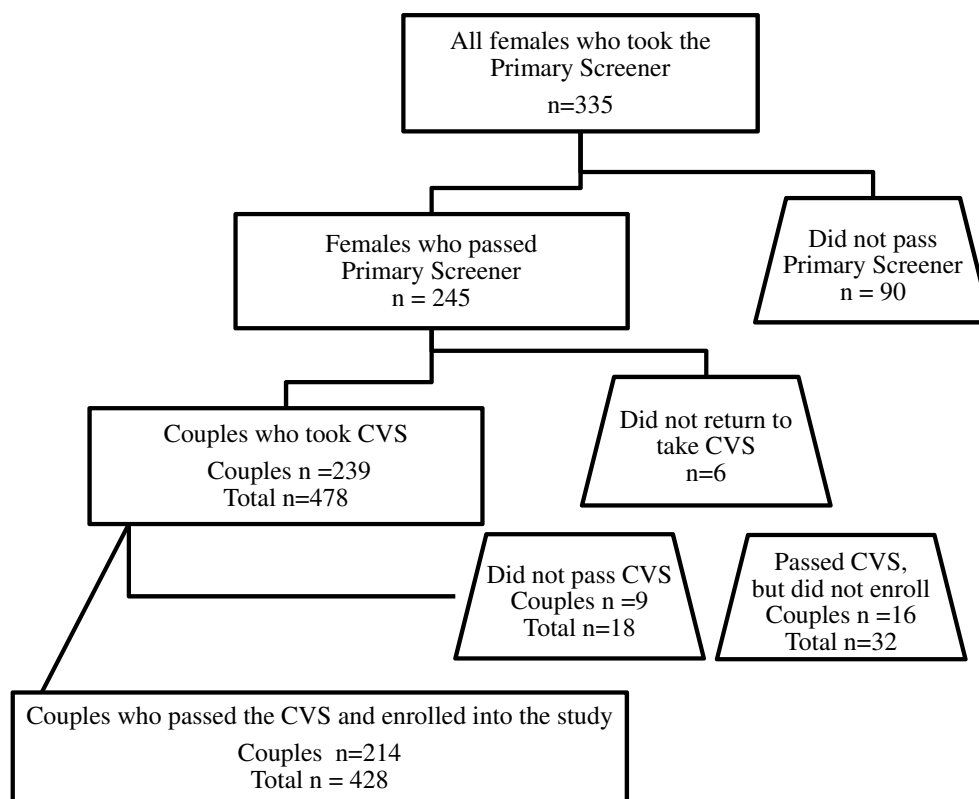 All females who took the
Primary Screener
n=335
Females who passed
Primary Screener
n = 245
Did not pass
Primary Screener
n = 90
Couples who took CVS
Couples n =239
Total n=478
Did not return to
take CVS
n=6
Did not pass CVS
Couples n =9
Total n=18
Passed CVS,
but did not enroll
Couples n =16
Total n=32
Couples who passed the CVS and enrolled into the study
Couples n=214
Total n = 428